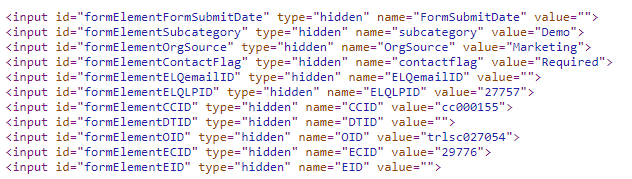 <input id="formElementFormSubmitDate" type="hidden" name="FormSubmitDate" value="">
<input id="formElementSubcategory" type="hidden" name="subcategory" value="Demo">
<input id="formElementOrgSource" type="hidden" name="OrgSource" value="Marketing">
<input id="formElementContactFlag" type="hidden" name="contactflag" value="Required">
<input id="formElementELQemailID" type="hidden" name="ELQemailID" value="">
<input id="formElementELQLPID" type="hidden" name="ELQLPID" value="27757">
<input id="formElementCCID" type="hidden" name="CCID" value="cc000155">
<input id="formElementDTID" type="hidden" name="DTID" value="">
<input id="formElementOID" type="hidden" name="OID" value="trlsc027054">
<input id="formElementECID" type="hidden" name="ECID" value="29776">
<input id="formElementEID" type="hidden" name="EID" value="">